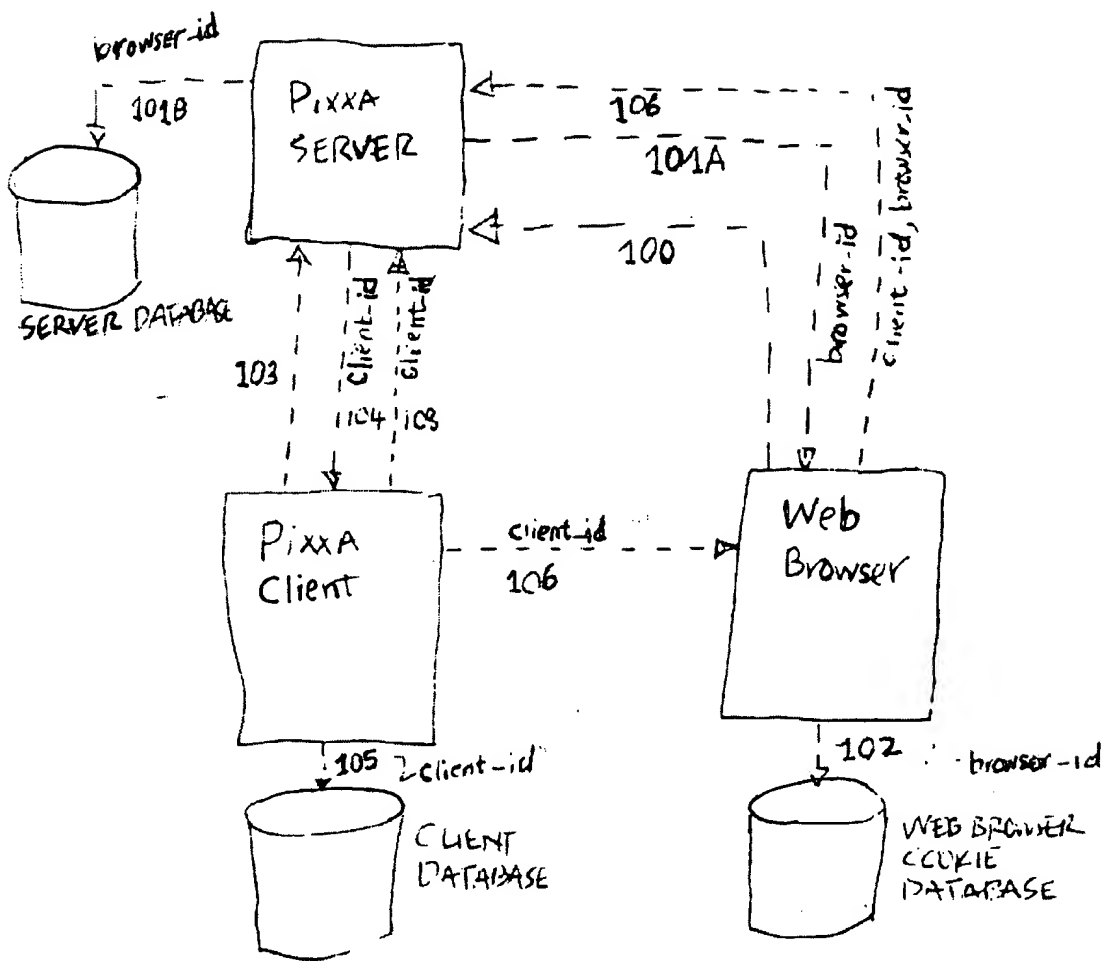 browser-id
101B
PIXXA
SERVER
106
101A
100
browser-id
client-id, browser-id
SERVER DATABASE
103
client-id
104
client-id
Pixxa
Client
client-id
106
Web
Browser
105
client-id
102
browser-id
CLIENT
DATABASE
WEB BROWSER
COOKIE
DATABASE